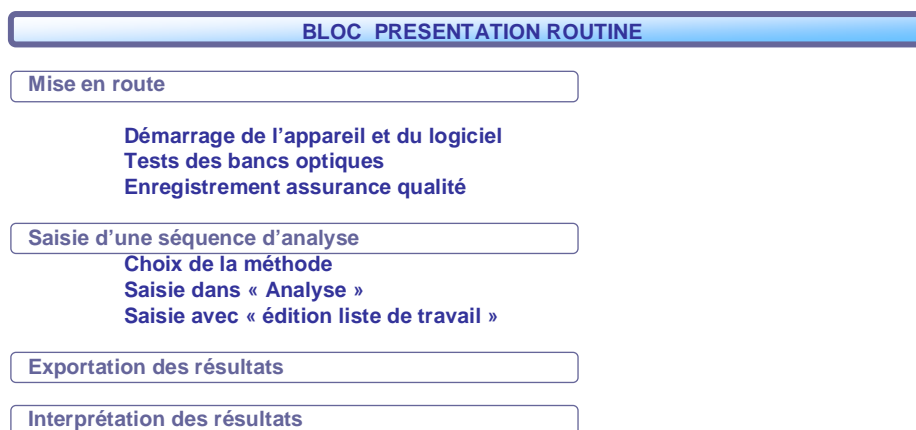 BLOC PRESENTATION ROUTINE
Mise en route
Démarrage de l’appareil et du logiciel
Tests des bancs optiques
Enregistrement assurance qualité
Saisie d’une séquence d’analyse
Choix de la méthode
Saisie dans « Analyse »
Saisie avec « édition liste de travail »
Exportation des résultats
Interprétation des résultats